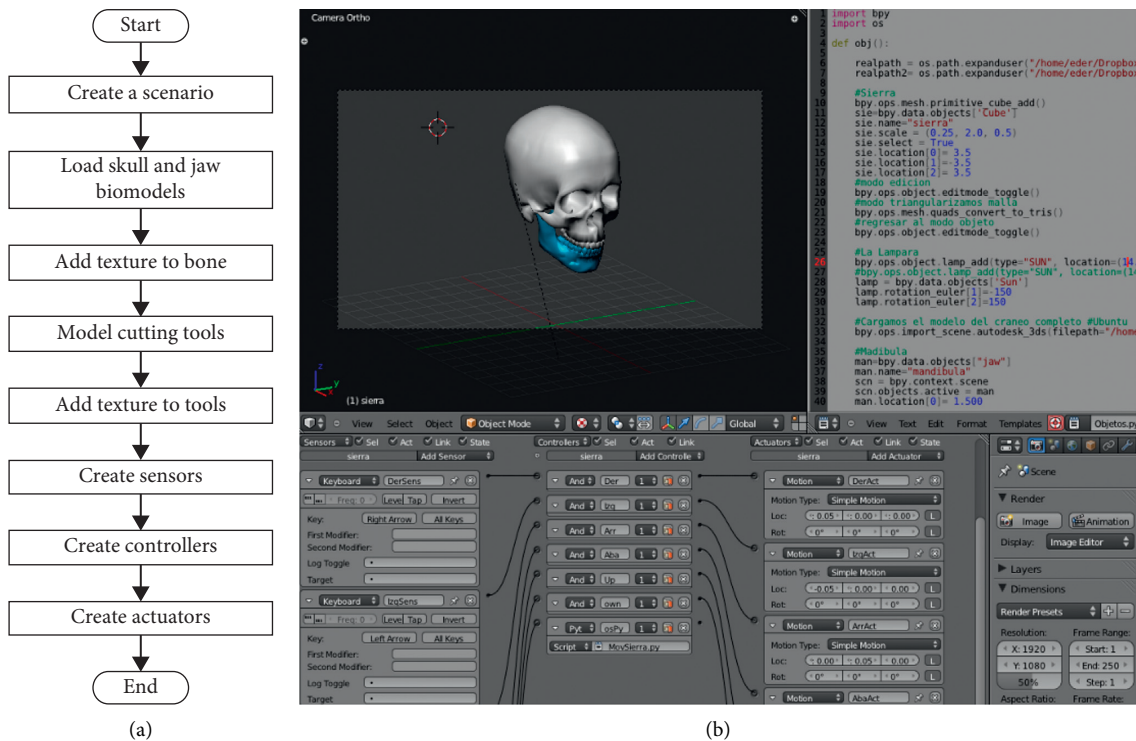 Start
Create a scenario
Load skull and jaw
biomodels
Add texture to bone
Model cutting tools
Add texture to tools
Create sensors
Create controllers
Create actuators
End
(a)
Camera Ortho
z
y
x
(1) sierra
View Select Object Object Mode Global
1 import bpy
2 import os
3
4 def obj():
5
6 realpath = os.path.expanduser("/home/eder/Dropbox
7 realpath2= os.path.expanduser("/home/eder/Dropbox
8
9 #Sierra
10 bpy.ops.mesh.primitive_cube_add()
11 sie=bpy.data.objects['Cube']
12 sie.name="sierra"
13 sie.scale = (0.25, 2.0, 0.5)
14 sie.select = True
15 sie.location[0]= 3.5
16 sie.location[1]=-3.5
17 sie.location[2]= 3.5
18 #modo edicion
19 bpy.ops.object.editmode_toggle()
20 #modo triangularizamos malla
21 bpy.ops.mesh.quads_convert_to_tris()
22 #regresar al modo objeto
23 bpy.ops.object.editmode_toggle()
24
25 #La Lampara
26 bpy.ops.object.lamp_add(type="SUN", location=(14,
27 #bpy.ops.object.lamp_add(type="SUN", location=(14
28 lamp = bpy.data.objects['Sun']
29 lamp.rotation_euler[1]=-150
30 lamp.rotation_euler[2]=150
31
32 #Cargamos el modelo del craneo completo #Ubuntu
33 bpy.ops.import_scene.autodesk_3ds(filepath="/home
34
35 #Madibula
36 man=bpy.data.objects["jaw"]
37 man.name="mandibula"
38 scn = bpy.context.scene
39 scn.objects.active = man
40 man.location[0]= 1.500
View Text Edit Format Templates Objetos.py
Sensors Sel Act Link State
sierra Add Sensor
Keyboard DerSens
Freq: 0 Level Tap Invert
Key: Right Arrow All Keys
First Modifier:
Second Modifier:
Log Toggle
Target
Keyboard IzqSens
Freq: 0 Level Tap Invert
Key: Left Arrow All Keys
First Modifier:
Second Modifier:
Log Toggle
Target
Controllers Sel Act Link
sierra Add Controlle
And Der 1
And Izq 1
And Arr 1
And Aba 1
And Up 1
And own 1
Pyt osPy 1
Script MovSierra.py
Actuators Sel Act Link State
sierra Add Actuator
Motion DerAct
Motion Type: Simple Motion
Loc: 0.05 0.00 0.00 L
Rot: 0° 0° 0° L
Motion IzqAct
Motion Type: Simple Motion
Loc: -0.05 0.00 0.00 L
Rot: 0° 0° 0° L
Motion ArrAct
Motion Type: Simple Motion
Loc: 0.00 0.05 0.00 L
Rot: 0° 0° 0° L
Motion AbaAct
Scene
Render
Image Animation
Display: Image Editor
Layers
Dimensions
Render Presets
Resolution: Frame Range:
X: 1920 Start: 1
Y: 1080 End: 250
50% Step: 1
Aspect Ratio: Frame Rate:
(b)